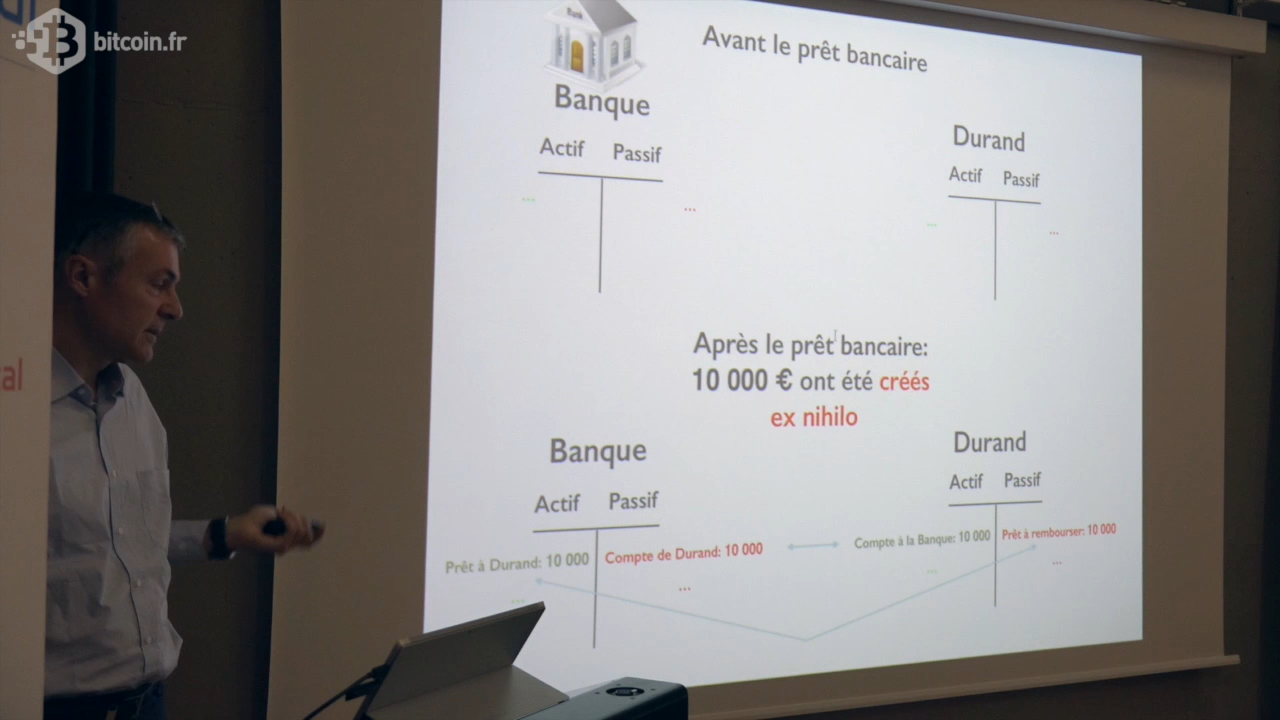 bitcoin.fr
al
Avant le prêt bancaire
Banque
Actif Passif
... ...
Durand
Actif Passif
... ...
Après le prêt bancaire:
10 000 € ont été créés
ex nihilo
Banque
Actif Passif
Prêt à Durand: 10 000 Compte de Durand: 10 000
... ...
Durand
Actif Passif
Compte à la Banque: 10 000 Prêt à rembourser: 10 000
... ...